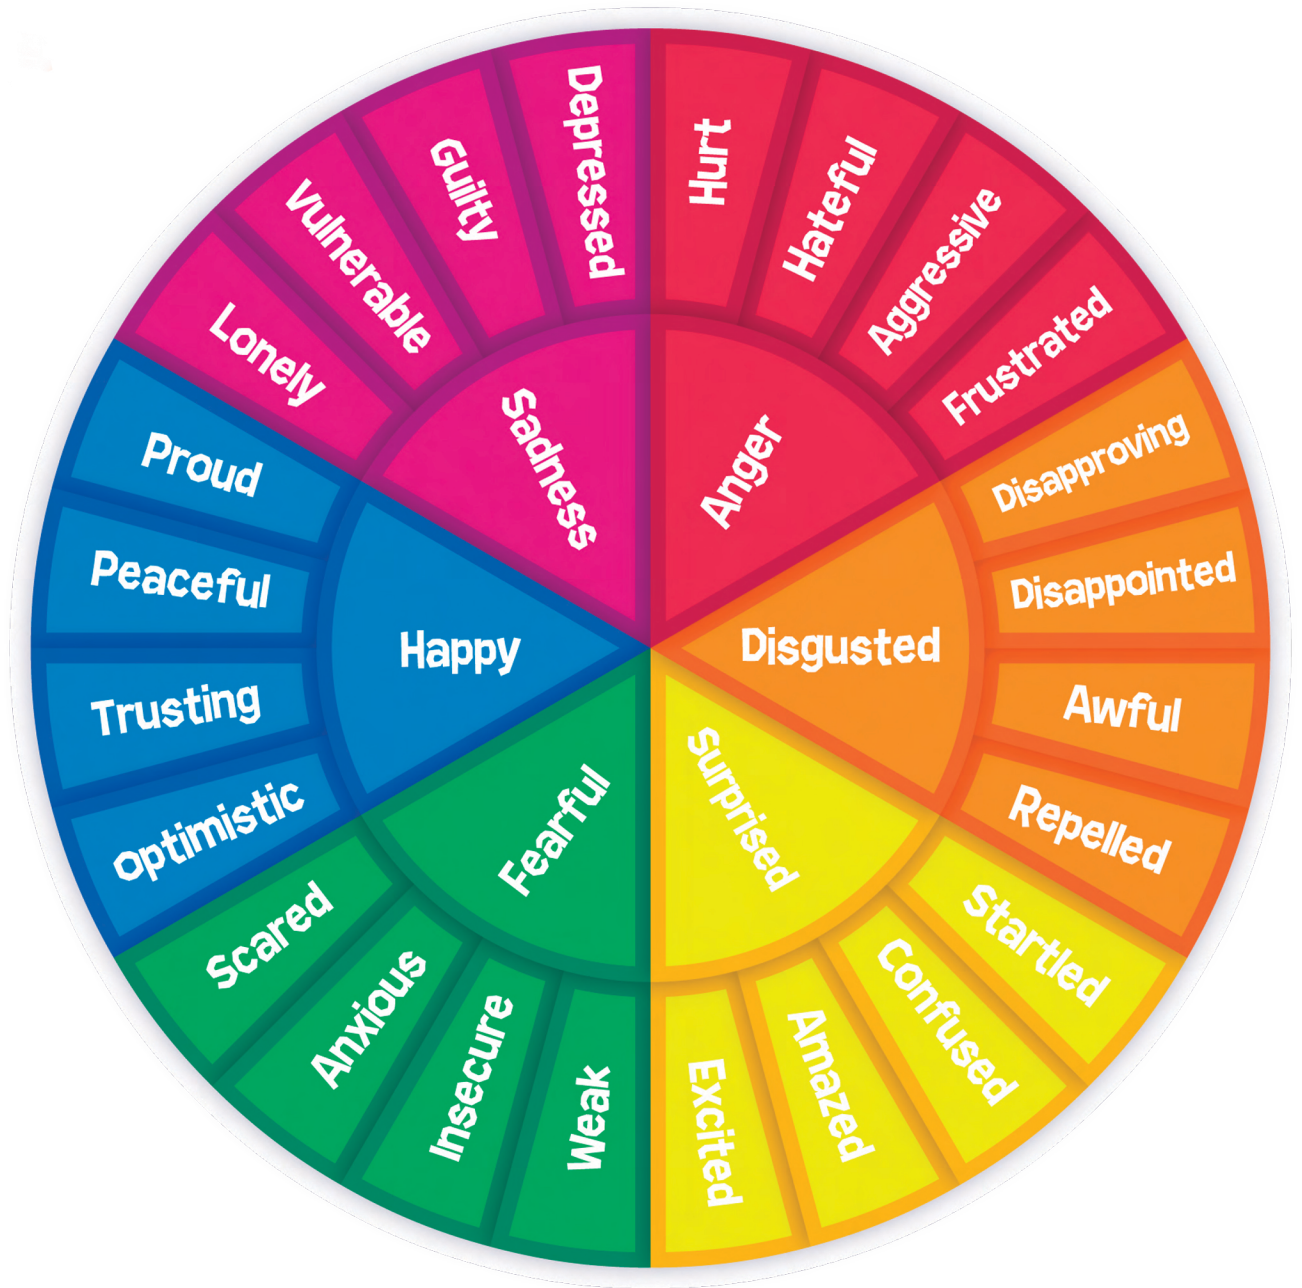 Depressed
Hurt
Guilty
Hateful
Vulnerable
Aggressive
Lonely
Frustrated
Sadness
Anger
Proud
Disapproving
Peaceful
Disappointed
Happy
Disgusted
Trusting
Awful
Optimistic
Repelled
Fearful
Surprised
Scared
Startled
Anxious
Confused
Insecure
Amazed
Weak
Excited